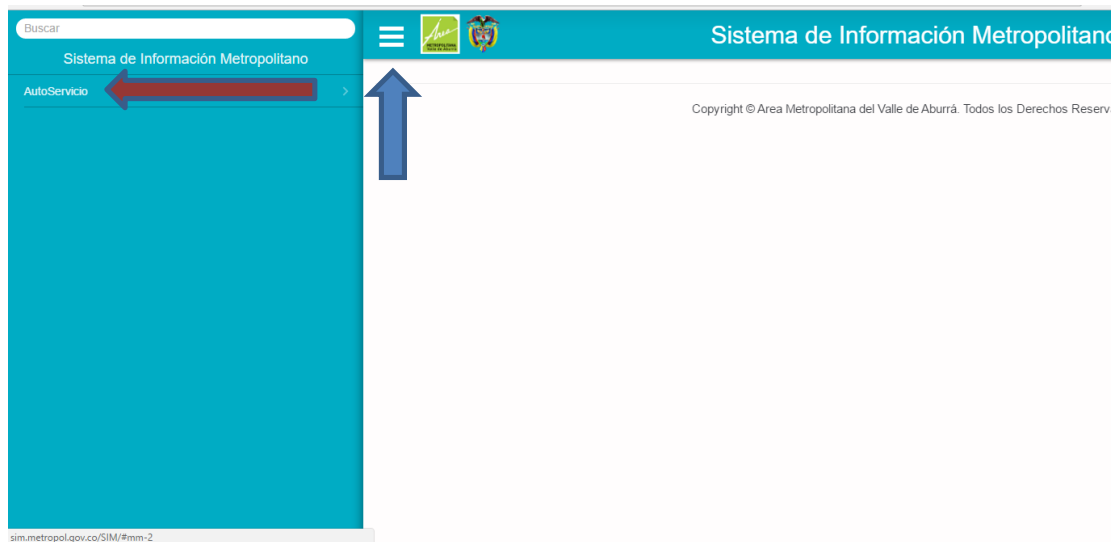 Buscar
Sistema de Información Metropolitano
AutoServicio
Sistema de Información Metropolitano
Copyright © Area Metropolitana del Valle de Aburrá. Todos los Derechos Reserv
sim.metropol.gov.co/SIM/#mm-2